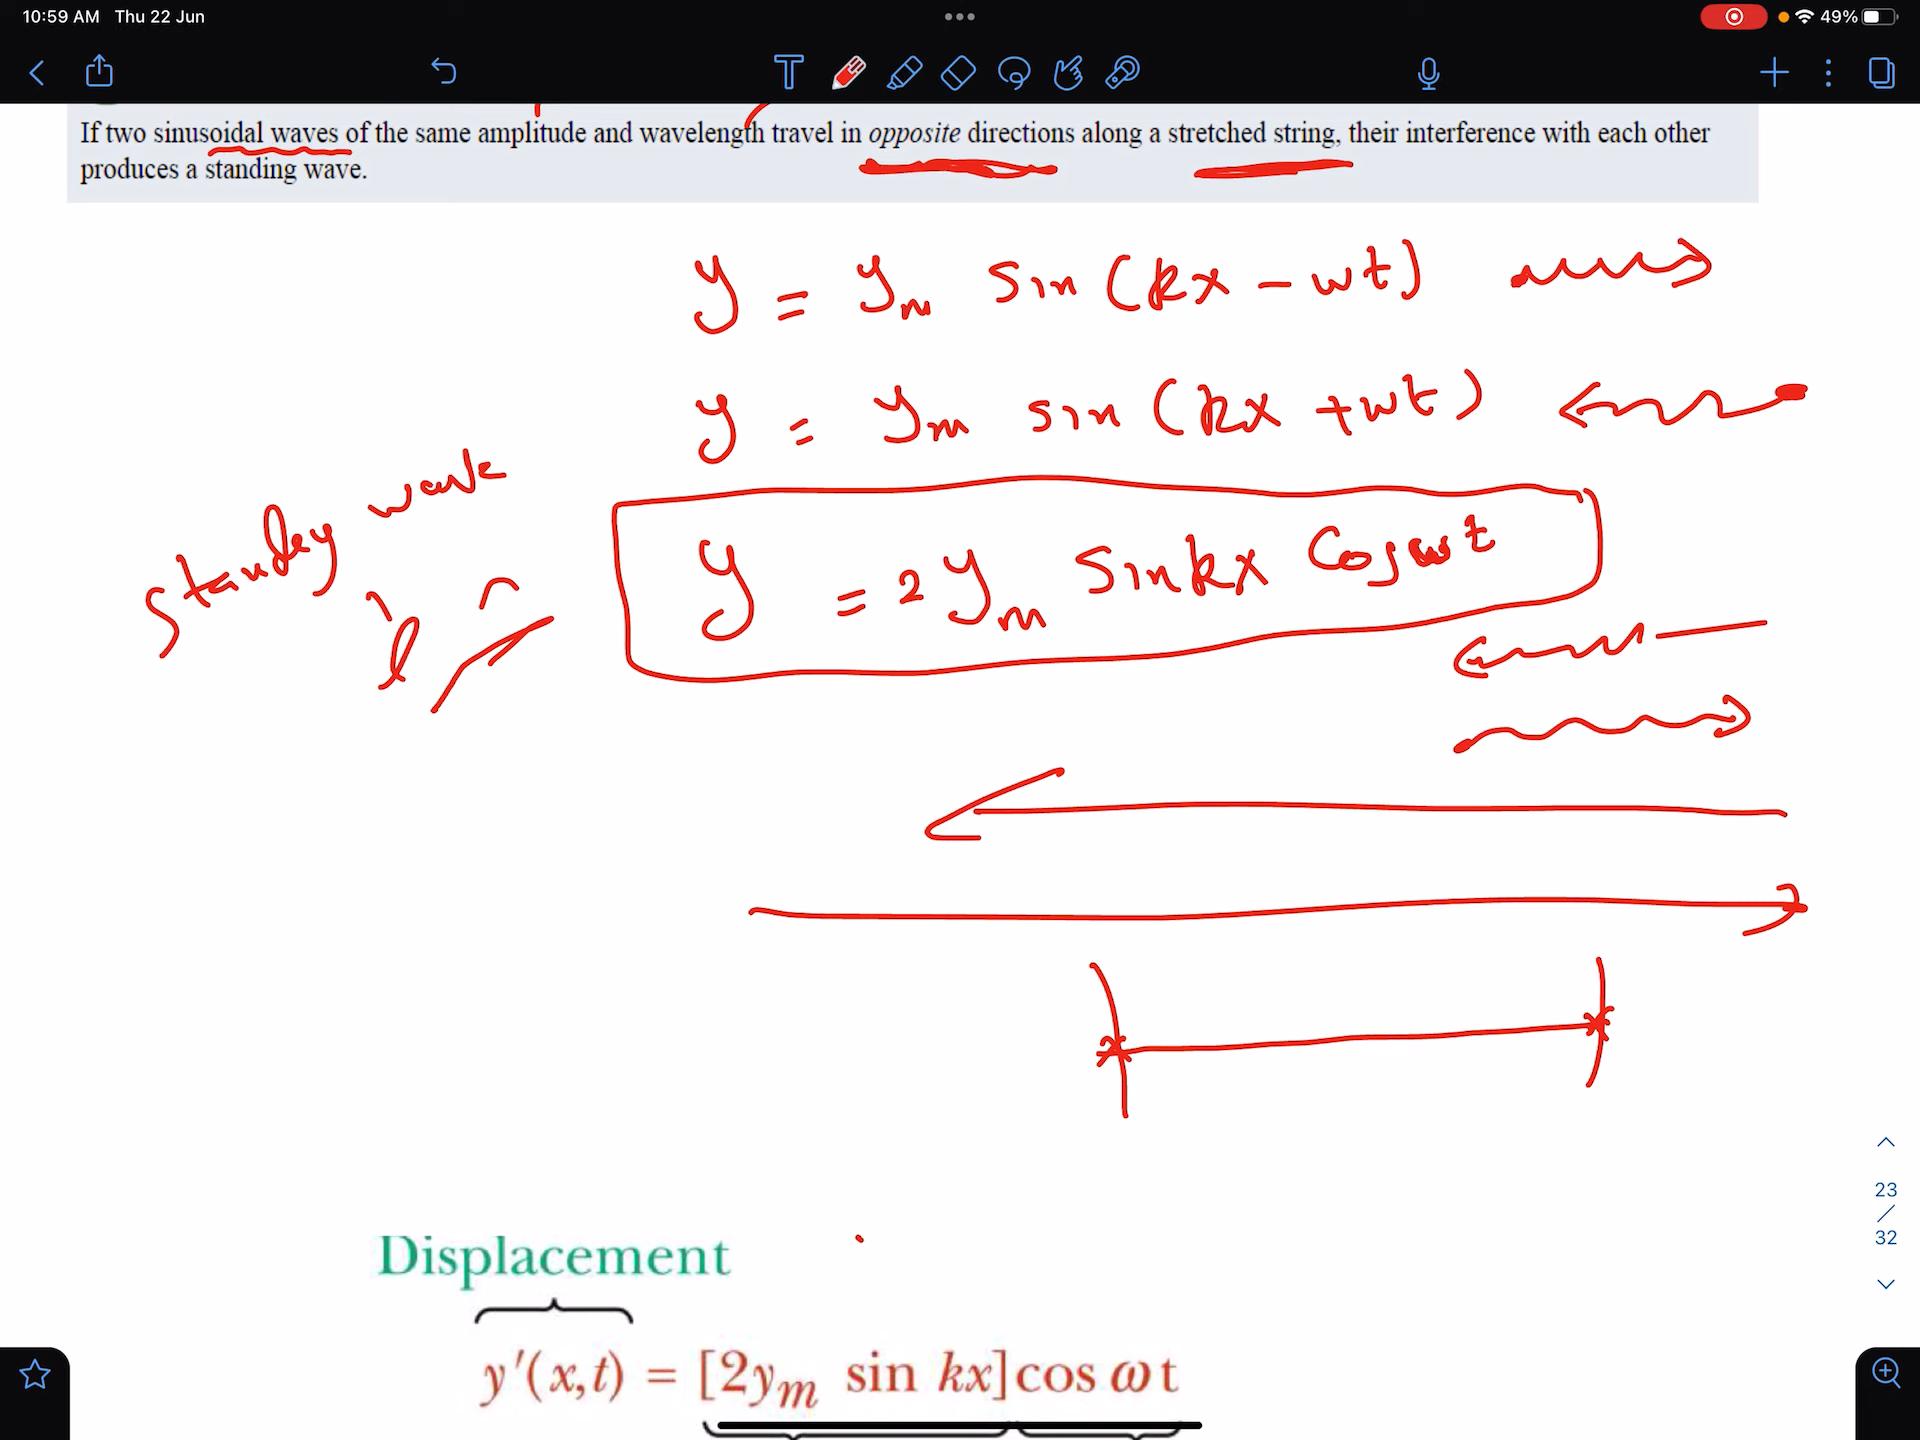 10:59 AM Thu 22 Jun
49%
If two sinusoidal waves of the same amplitude and wavelength travel in opposite directions along a stretched string, their interference with each other
produces a standing wave.
y = ym sin (kx - wt)
y = ym sin (kx + wt)
wave
y = 2ym sinkx Cos wt
23
/
32
Displacement
y'(x,t) = [2ym sin kx] cos ωt